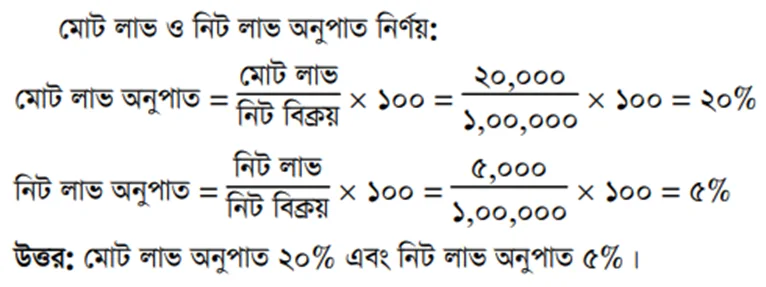 মোট লাভ ও নিট লাভ অনুপাত নির্ণয়:
মোট লাভ অনুপাত = মোট লাভ / নিট বিক্রয় × ১০০ = ২০,০০০ / ১,০০,০০০ × ১০০ = ২০%
নিট লাভ অনুপাত = নিট লাভ / নিট বিক্রয় × ১০০ = ৫,০০০ / ১,০০,০০০ × ১০০ = ৫%
উত্তর: মোট লাভ অনুপাত ২০% এবং নিট লাভ অনুপাত ৫% ।